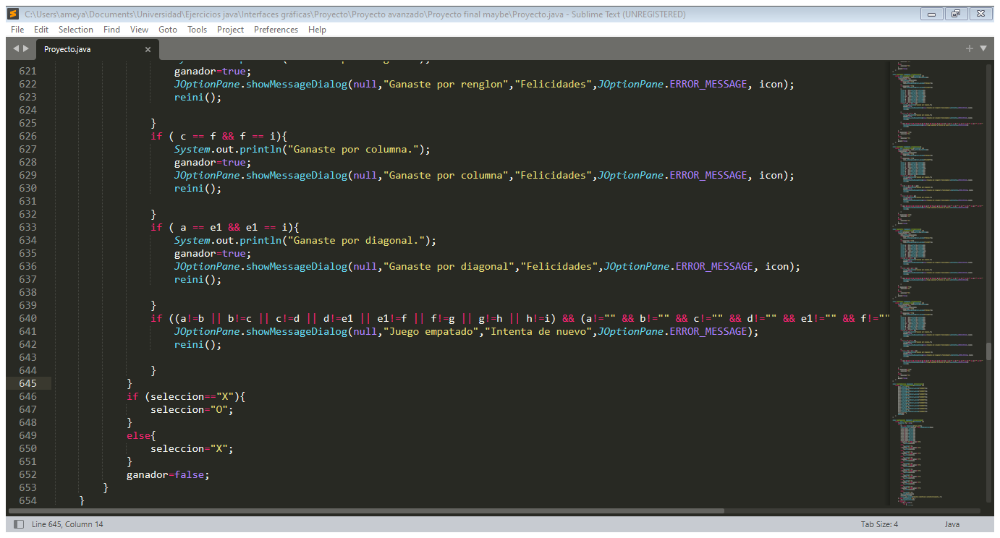 C:\Users\ameya\Documents\Universidad\Ejercicios java\Interfaces gráficas\Proyecto\Proyecto avanzado\Proyecto final maybe\Proyecto.java - Sublime Text (UNREGISTERED)
File Edit Selection Find View Goto Tools Project Preferences Help
Proyecto.java
621 ganador=true;
622 JOptionPane.showMessageDialog(null,"Ganaste por renglon","Felicidades",JOptionPane.ERROR_MESSAGE, icon);
623 reini();
624
625 }
626 if ( c == f && f == i){
627 System.out.println("Ganaste por columna.");
628 ganador=true;
629 JOptionPane.showMessageDialog(null,"Ganaste por columna","Felicidades",JOptionPane.ERROR_MESSAGE, icon);
630 reini();
631
632 }
633 if ( a == e1 && e1 == i){
634 System.out.println("Ganaste por diagonal.");
635 ganador=true;
636 JOptionPane.showMessageDialog(null,"Ganaste por diagonal","Felicidades",JOptionPane.ERROR_MESSAGE, icon);
637 reini();
638
639 }
640 if ((a!=b || b!=c || c!=d || d!=e1 || e1!=f || f!=g || g!=h || h!=i) && (a!="" && b!="" && c!="" && d!="" && e1!="" && f!=""
641 JOptionPane.showMessageDialog(null,"Juego empatado","Intenta de nuevo",JOptionPane.ERROR_MESSAGE);
642 reini();
643
644 }
645 }
646 if (seleccion=="X"){
647 seleccion="O";
648 }
649 else{
650 seleccion="X";
651 }
652 ganador=false;
653 }
654 }
Line 645, Column 14
Tab Size: 4
Java